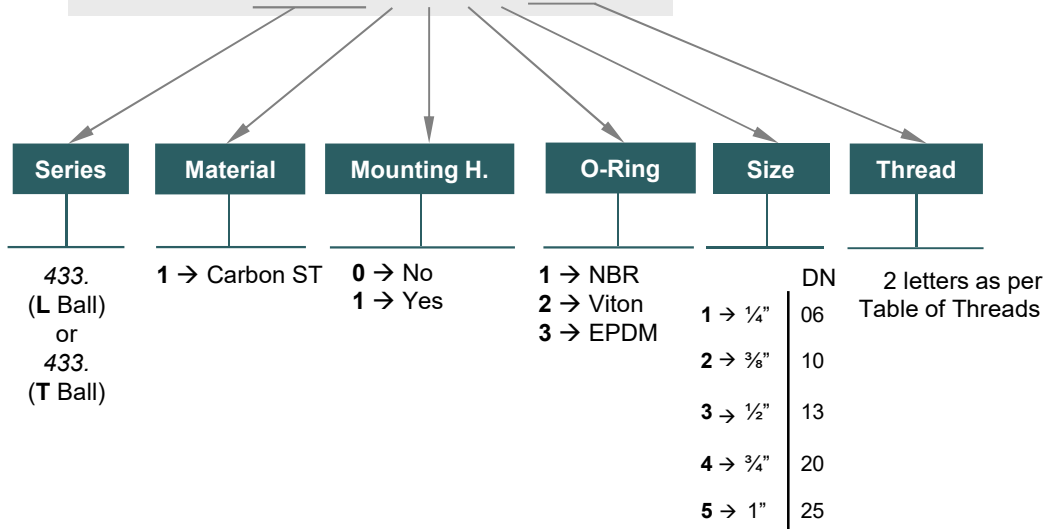 Series
433.
(L Ball)
or
433.
(T Ball)
Material
1 → Carbon ST
Mounting H.
0 → No
1 → Yes
O-Ring
1 → NBR
2 → Viton
3 → EPDM
Size
DN
1 → ¼” 06
2 → ⅜” 10
3 → ½” 13
4 → ¾” 20
5 → 1” 25
Thread
2 letters as per
Table of Threads